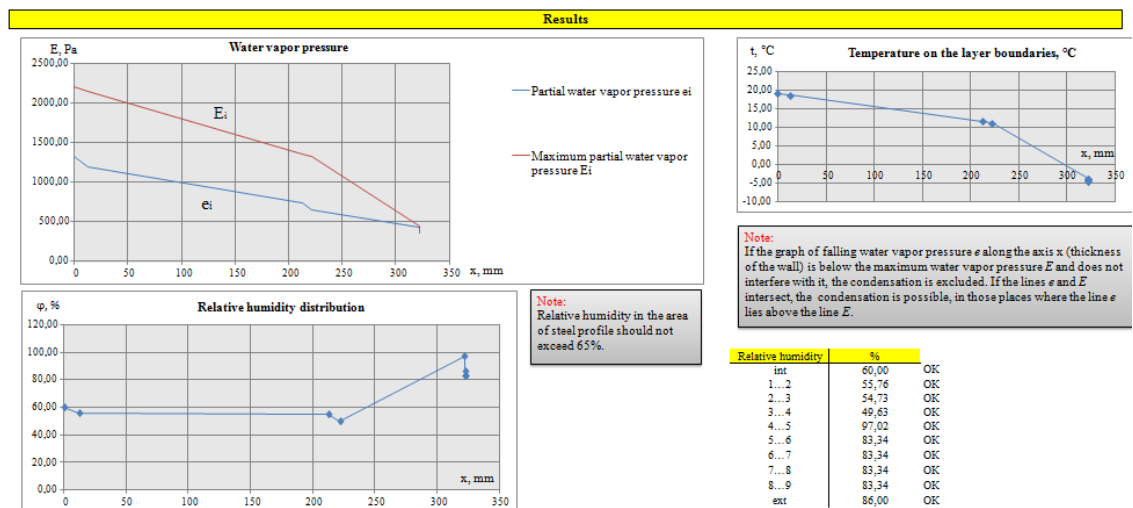 Results
E, Pa
Water vapor pressure
2500,00
2000,00
1500,00
1000,00
500,00
0,00
0
50
100
150
200
250
300
350
x, mm
Ei
ei
Partial water vapor pressure ei
Maximum partial water vapor
pressure Ei
t, °C
Temperature on the layer boundaries, °C
25,00
20,00
15,00
10,00
5,00
0,00
-5,00
-10,00
0
50
100
150
200
250
300
350
x, mm
Note:
If the graph of falling water vapor pressure e along the axis x (thickness
of the wall) is below the maximum water vapor pressure E and does not
interfere with it, the condensation is excluded. If the lines e and E
intersect, the condensation is possible, in those places where the line e
lies above the line E.
φ, %
Relative humidity distribution
120,00
100,00
80,00
60,00
40,00
20,00
0,00
0
50
100
150
200
250
300
350
x, mm
Note:
Relative humidity in the area
of steel profile should not
exceed 65%.
Relative humidity %
int 60,00 OK
1...2 55,76 OK
2...3 54,73 OK
3...4 49,63 OK
4...5 97,02 OK
5...6 83,34 OK
6...7 83,34 OK
7...8 83,34 OK
8...9 83,34 OK
ext 86,00 OK